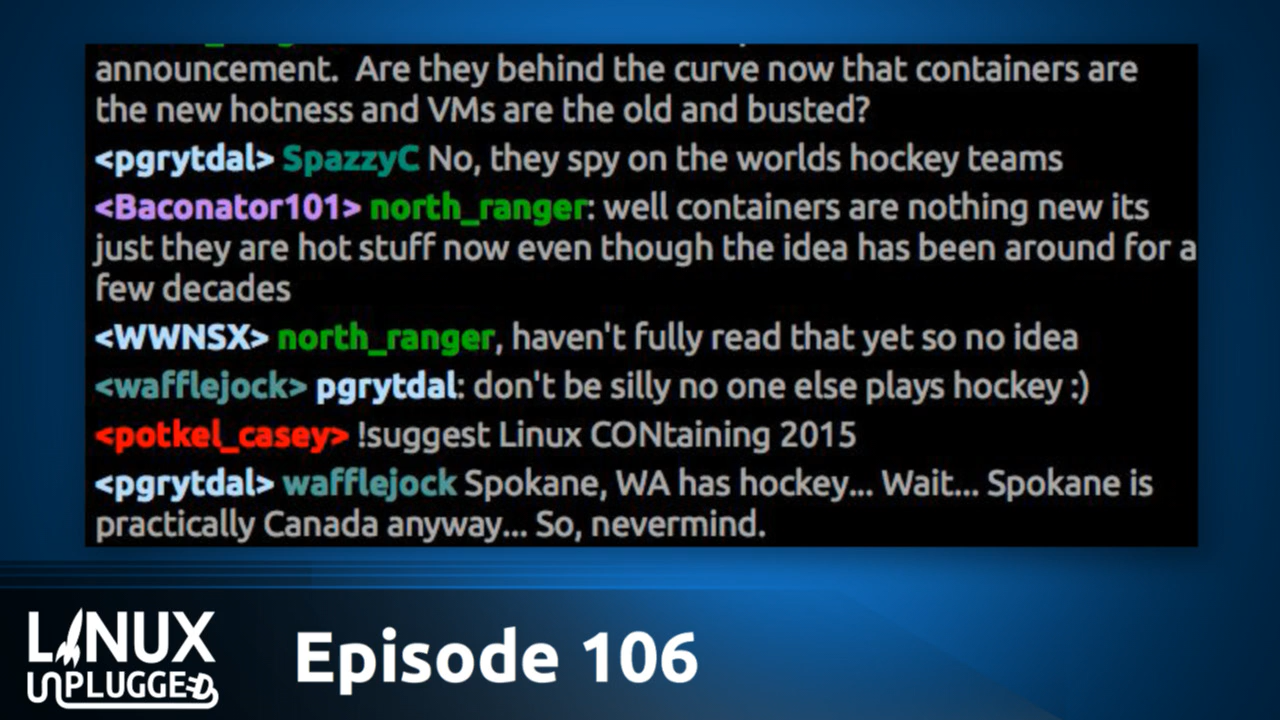 announcement.  Are they behind the curve now that containers are
the new hotness and VMs are the old and busted?
<pgrytdal> SpazzyC No, they spy on the worlds hockey teams
<Baconator101> north_ranger: well containers are nothing new its
just they are hot stuff now even though the idea has been around for a
few decades
<WWNSX> north_ranger, haven't fully read that yet so no idea
<wafflejock> pgrytdal: don't be silly no one else plays hockey :)
<potkel_casey> !suggest Linux CONtaining 2015
<pgrytdal> wafflejock Spokane, WA has hockey... Wait... Spokane is
practically Canada anyway... So, nevermind.
LINUX
UNPLUGGED
Episode 106